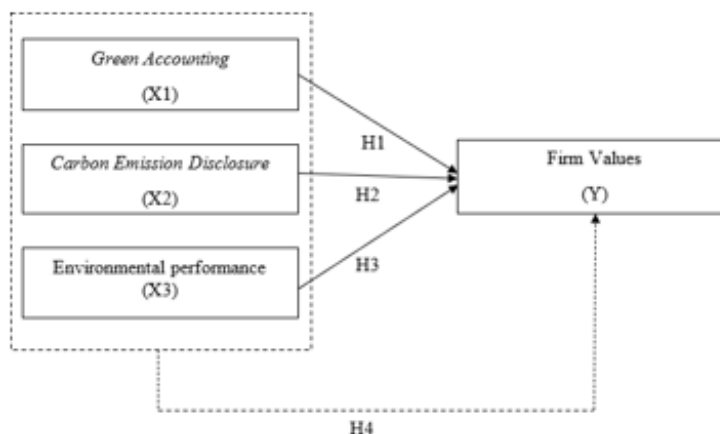 Green Accounting
(X1)
H1
Carbon Emission Disclosure
(X2)
H2
Firm Values
(Y)
Environmental performance
(X3)
H3
H4